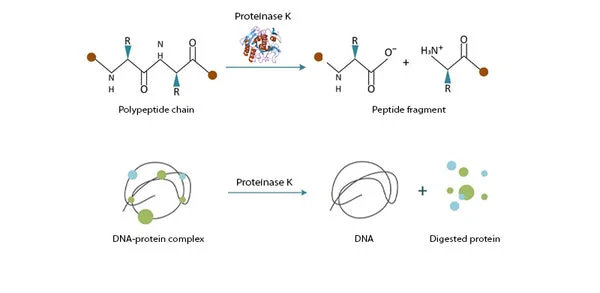 Proteinase K
R
N
H
O
O⁻
N
H
O
R
Polypeptide chain
R
N
H
O
+
H₃N⁺
O
R
Peptide fragment
Proteinase K
+
DNA-protein complex
DNA
Digested protein